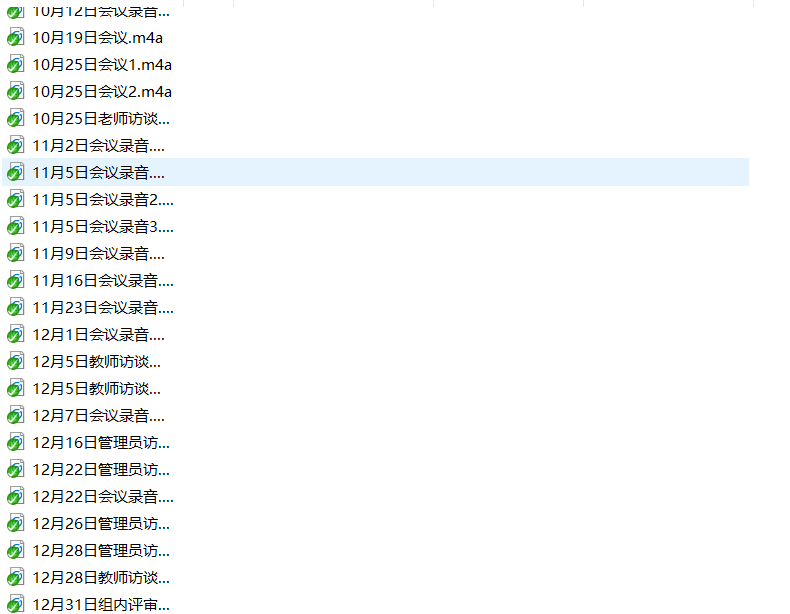 10月12日会议录音...
10月19日会议.m4a
10月25日会议1.m4a
10月25日会议2.m4a
10月25日老师访谈...
11月2日会议录音....
11月5日会议录音....
11月5日会议录音2....
11月5日会议录音3....
11月9日会议录音....
11月16日会议录音....
11月23日会议录音....
12月1日会议录音....
12月5日教师访谈...
12月5日教师访谈...
12月7日会议录音....
12月16日管理员访...
12月22日管理员访...
12月22日会议录音....
12月26日管理员访...
12月28日管理员访...
12月28日教师访谈...
12月31日组内评审...